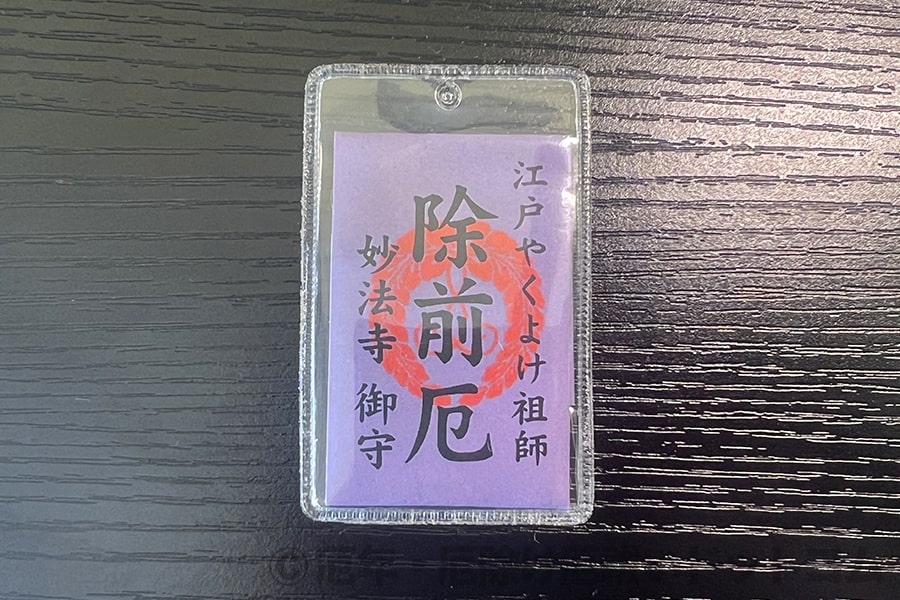 江戸やくよけ祖師
除前厄
妙法寺 御守